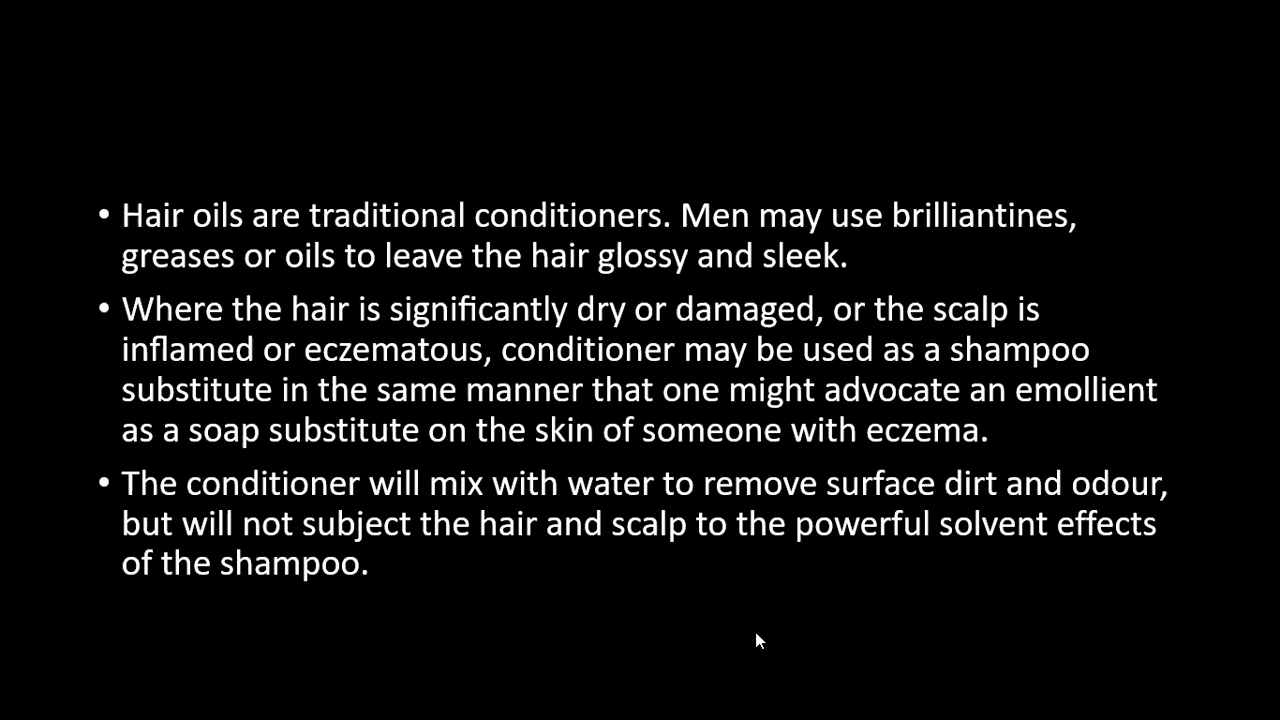 • Hair oils are traditional conditioners. Men may use brilliantines,
greases or oils to leave the hair glossy and sleek.
• Where the hair is significantly dry or damaged, or the scalp is
inflamed or eczematous, conditioner may be used as a shampoo
substitute in the same manner that one might advocate an emollient
as a soap substitute on the skin of someone with eczema.
• The conditioner will mix with water to remove surface dirt and odour,
but will not subject the hair and scalp to the powerful solvent effects
of the shampoo.